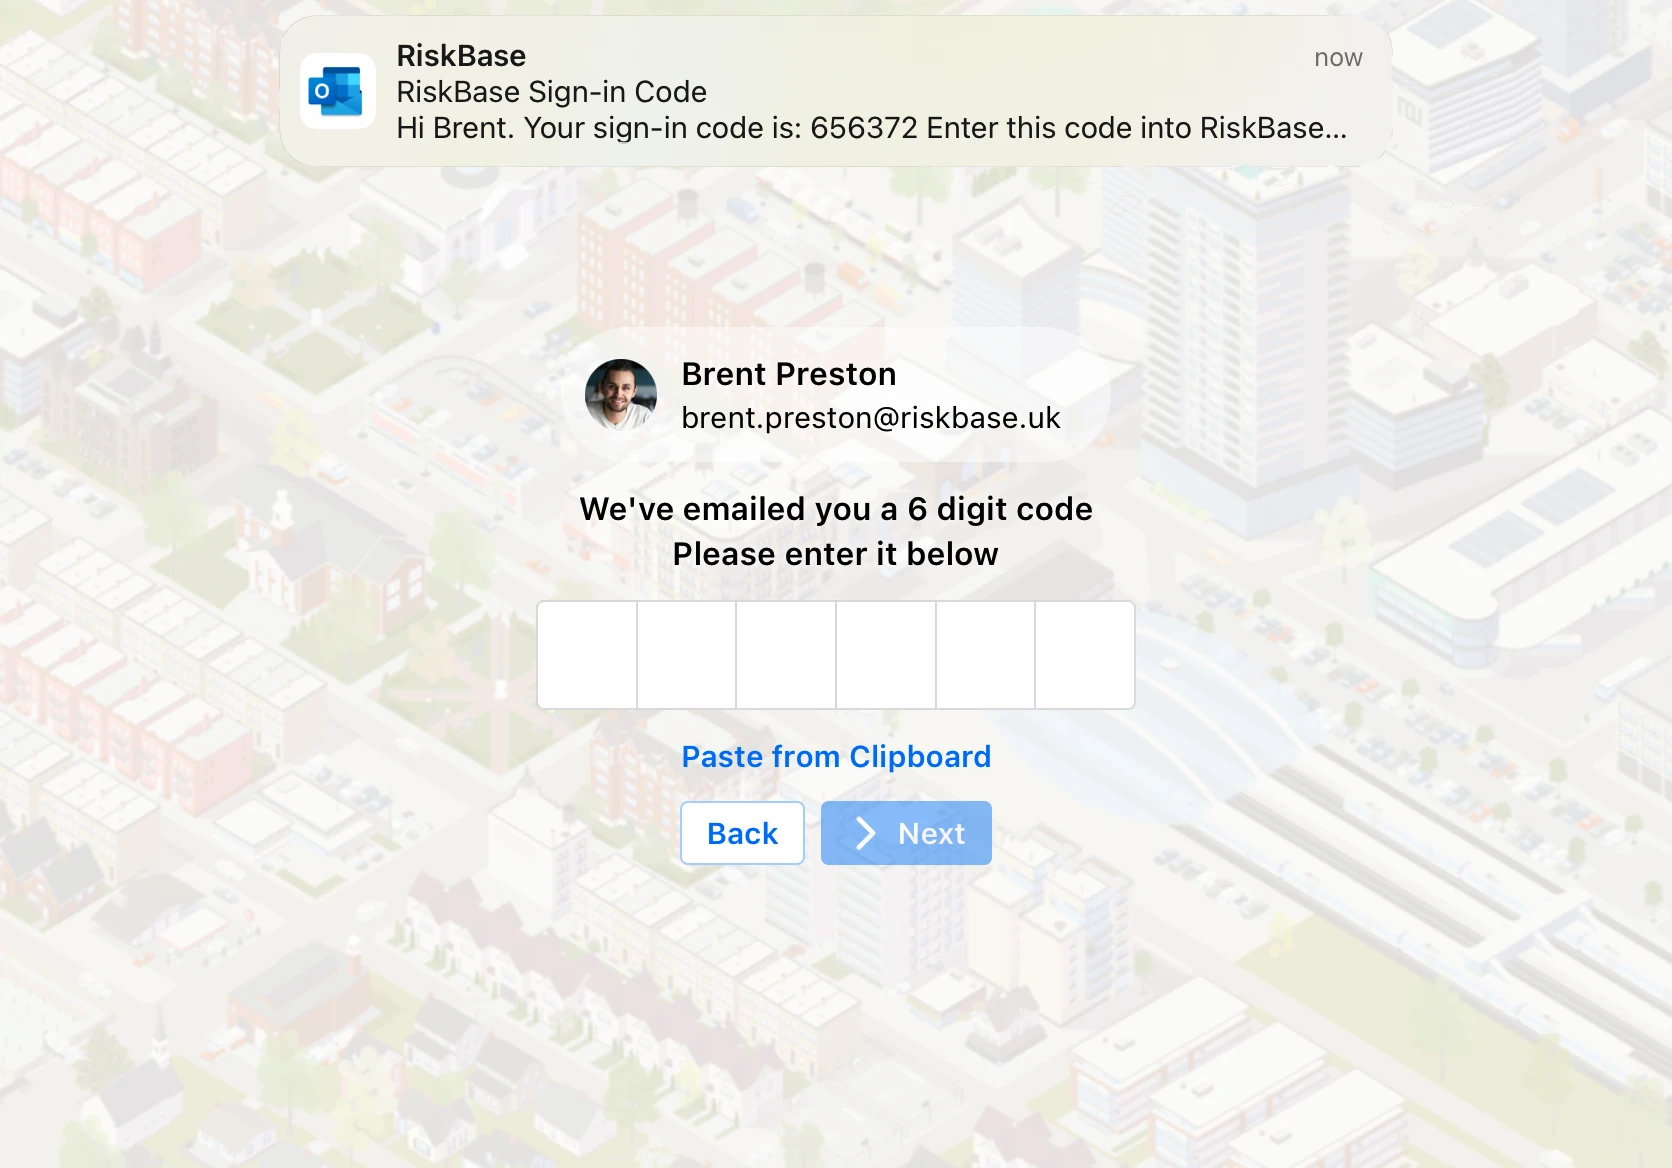 RiskBase
now
RiskBase Sign-in Code
Hi Brent. Your sign-in code is: 656372 Enter this code into RiskBase...
Brent Preston
brent.preston@riskbase.uk
We've emailed you a 6 digit code
Please enter it below
Paste from Clipboard
Back
Next